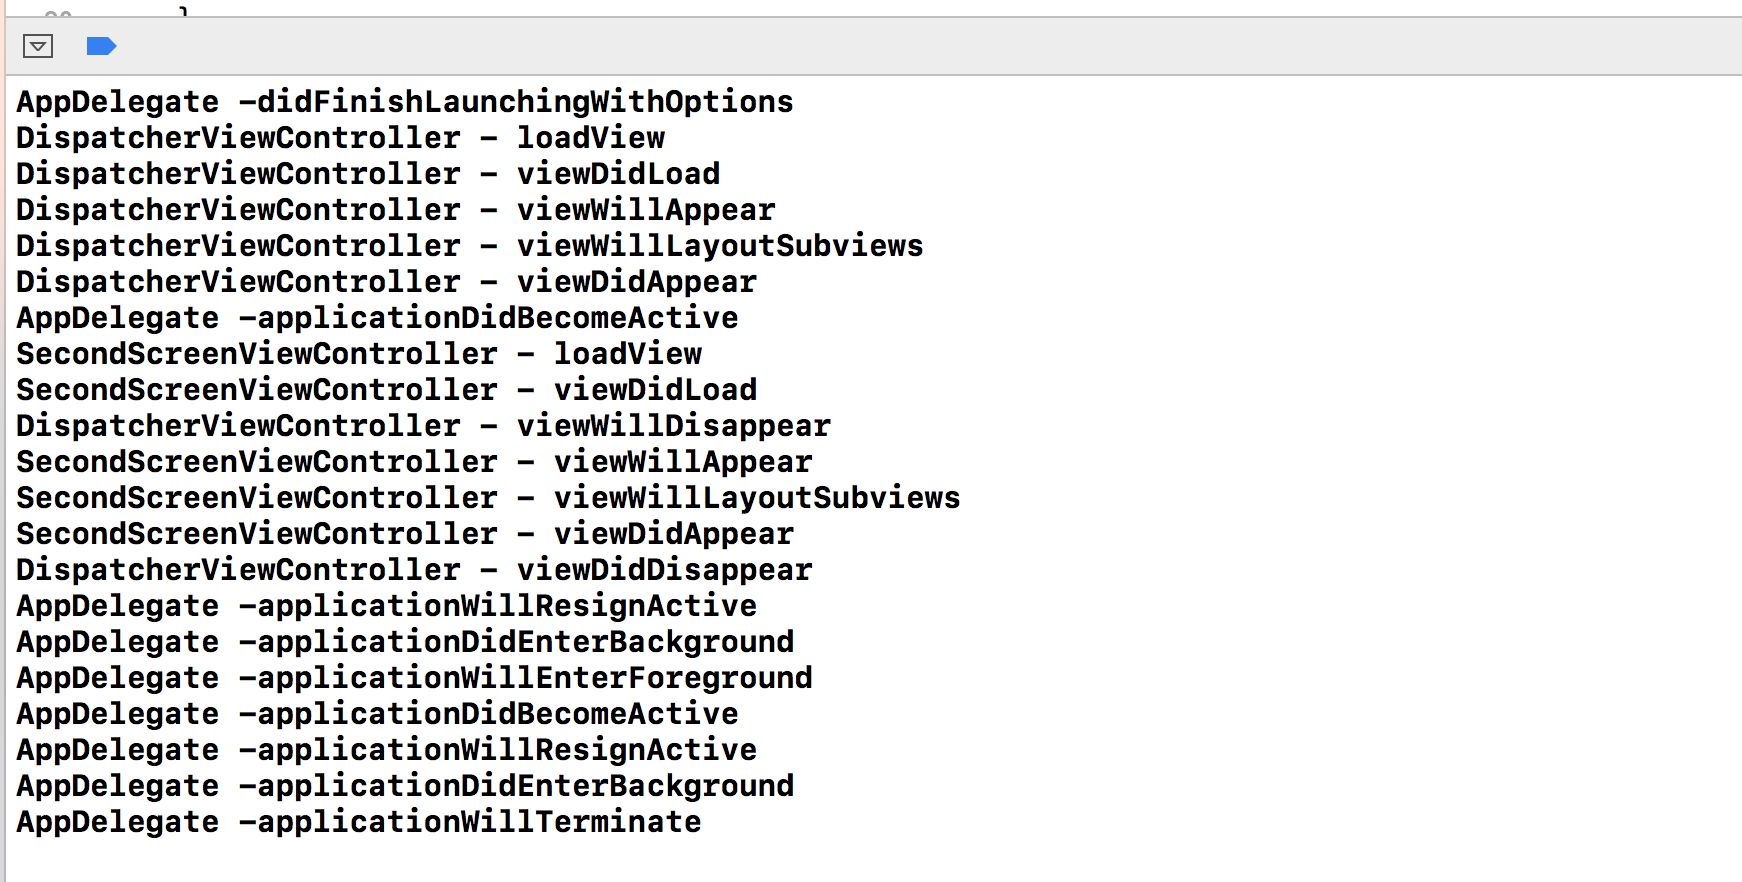 AppDelegate -didFinishLaunchingWithOptions
DispatcherViewController - loadView
DispatcherViewController - viewDidLoad
DispatcherViewController - viewWillAppear
DispatcherViewController - viewWillLayoutSubviews
DispatcherViewController - viewDidAppear
AppDelegate -applicationDidBecomeActive
SecondScreenViewController - loadView
SecondScreenViewController - viewDidLoad
DispatcherViewController - viewWillDisappear
SecondScreenViewController - viewWillAppear
SecondScreenViewController - viewWillLayoutSubviews
SecondScreenViewController - viewDidAppear
DispatcherViewController - viewDidDisappear
AppDelegate -applicationWillResignActive
AppDelegate -applicationDidEnterBackground
AppDelegate -applicationWillEnterForeground
AppDelegate -applicationDidBecomeActive
AppDelegate -applicationWillResignActive
AppDelegate -applicationDidEnterBackground
AppDelegate -applicationWillTerminate